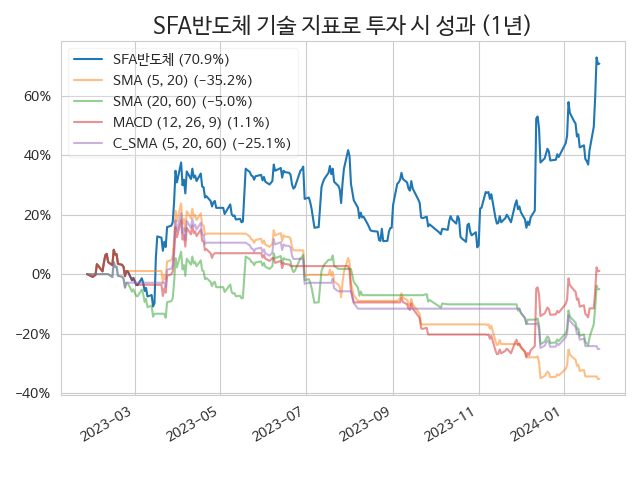 SFA반도체 기술 지표로 투자 시 성과 (1년)
SFA반도체 (70.9%)
SMA (5, 20) (−35.2%)
SMA (20, 60) (−5.0%)
MACD (12, 26, 9) (1.1%)
C_SMA (5, 20, 60) (−25.1%)
60%
40%
20%
0%
−20%
−40%
2023−03
2023−05
2023−07
2023−09
2023−11
2024−01